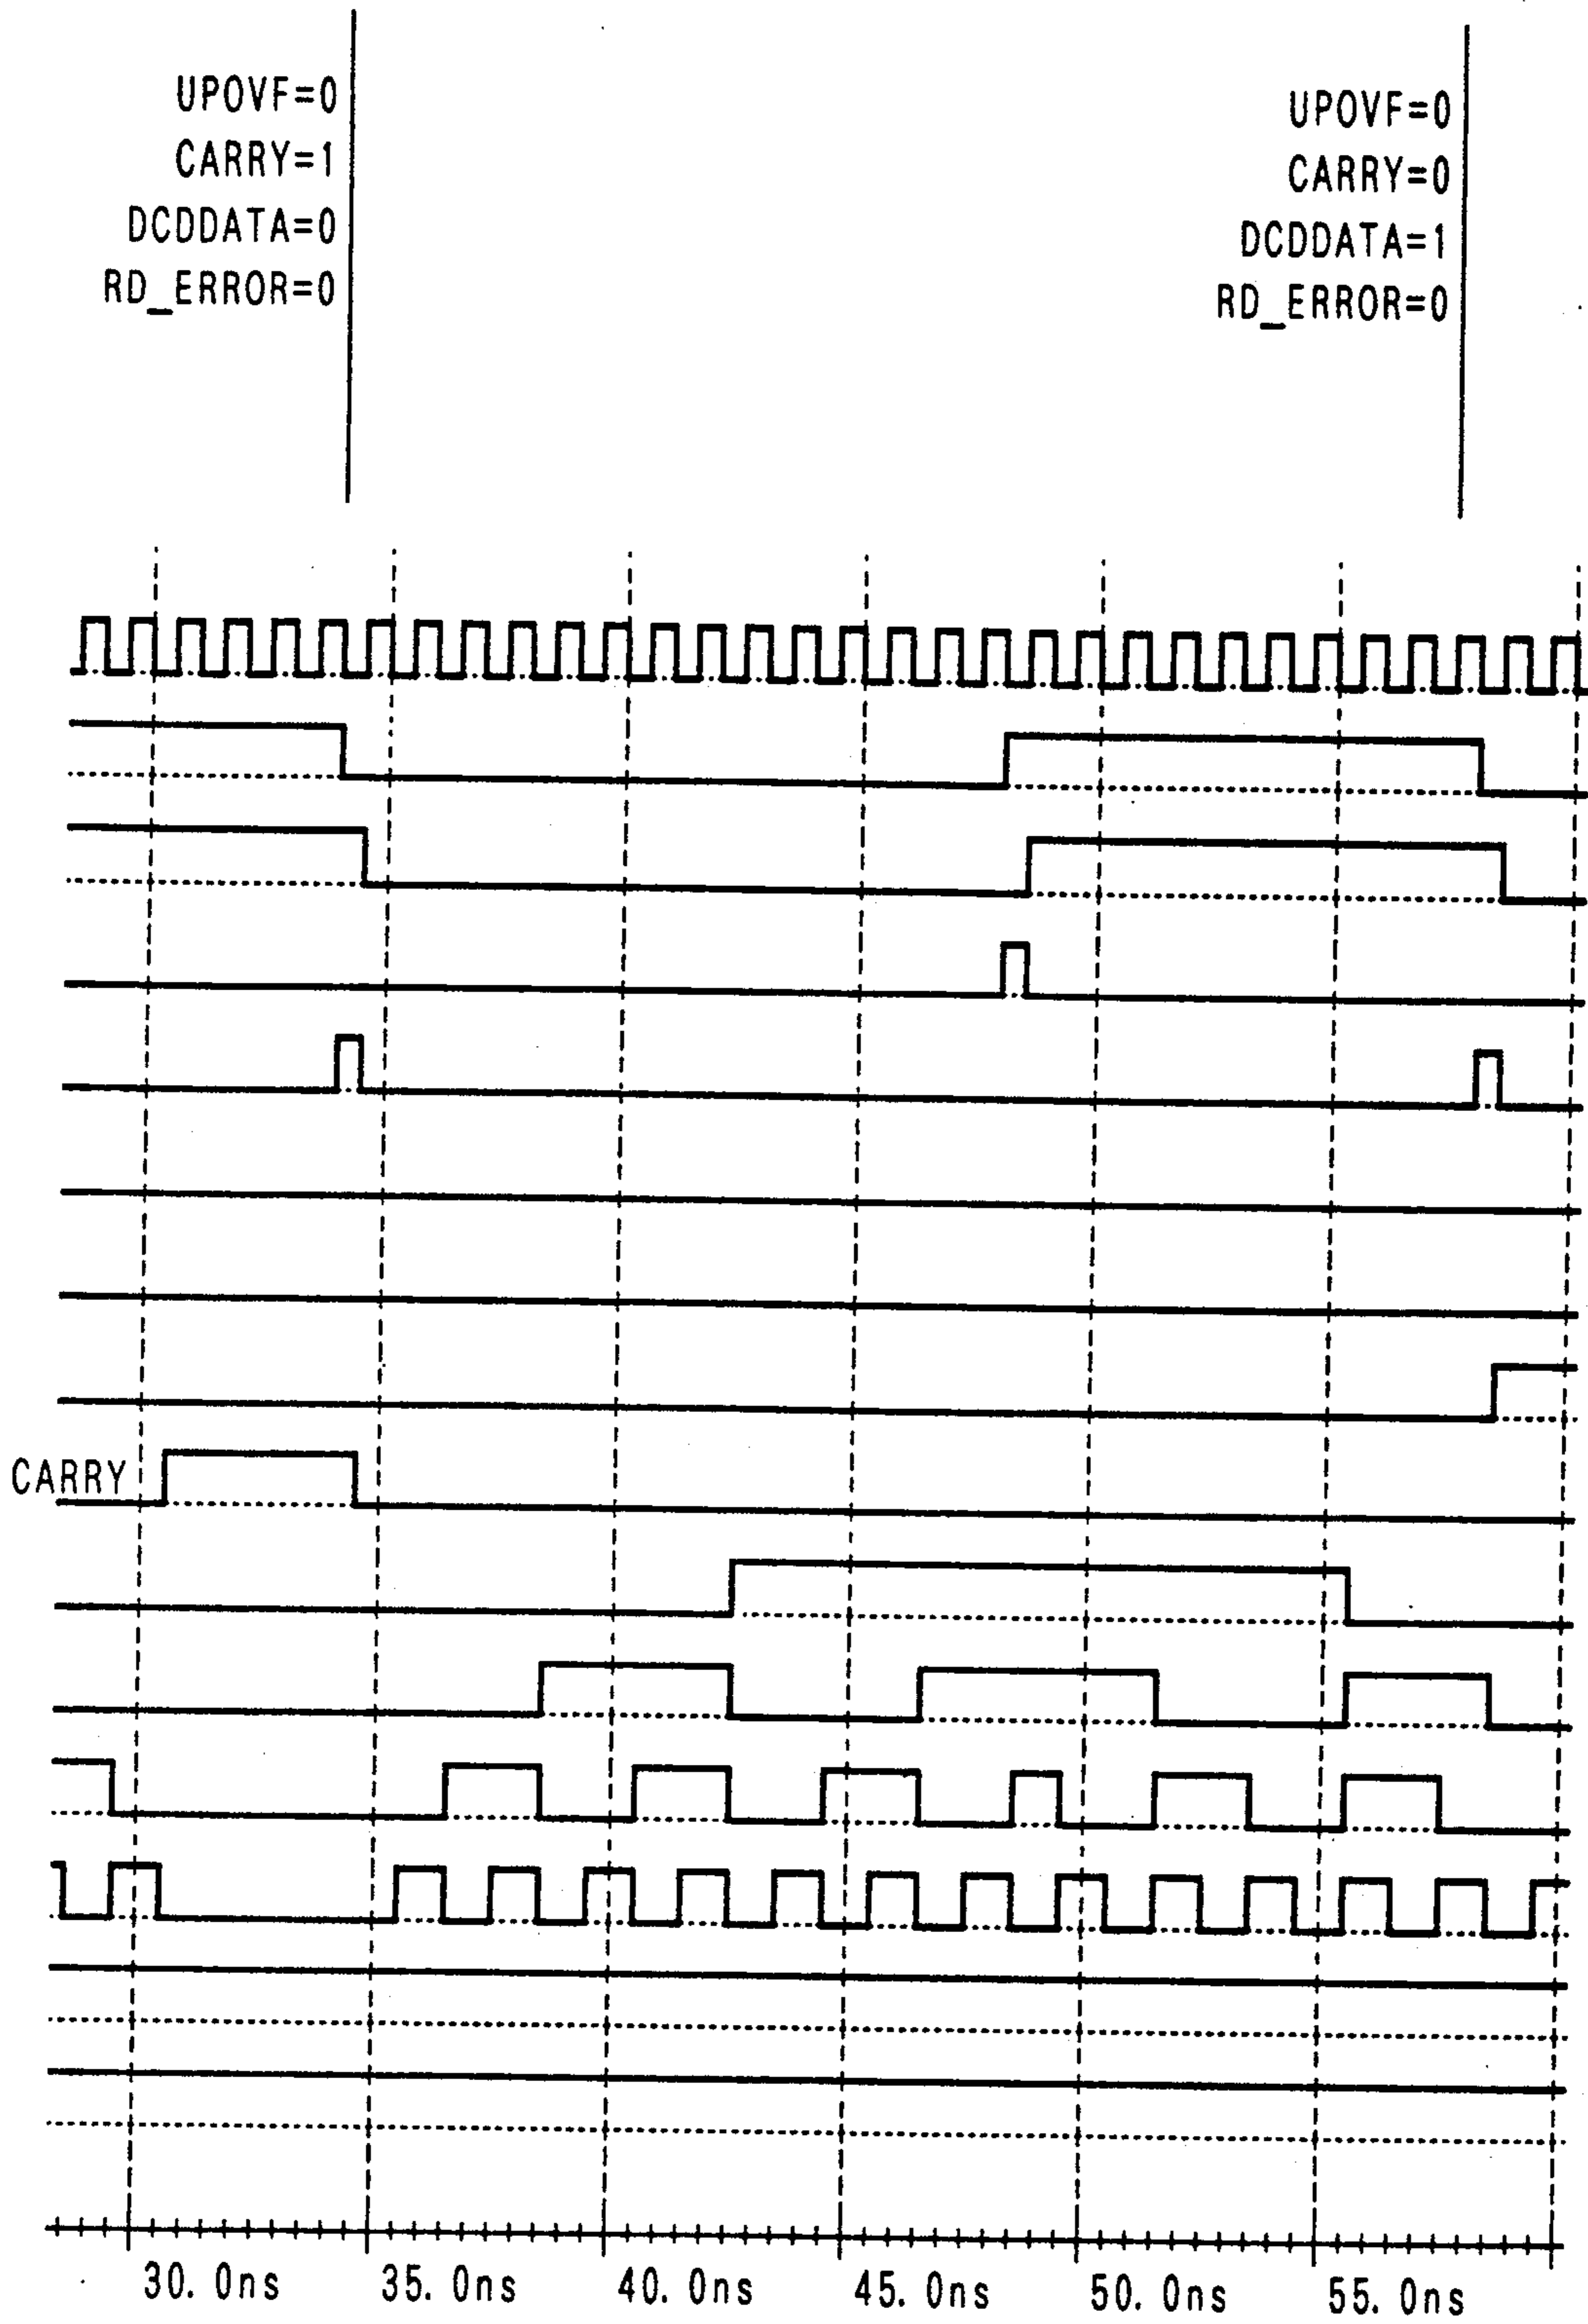 UPOVF=0
CARRY=1
DCDDATA=0
RD_ERROR=0
UPOVF=0
CARRY=0
DCDDATA=1
RD_ERROR=0
CARRY
30.0ns 35.0ns 40.0ns 45.0ns 50.0ns 55.0ns